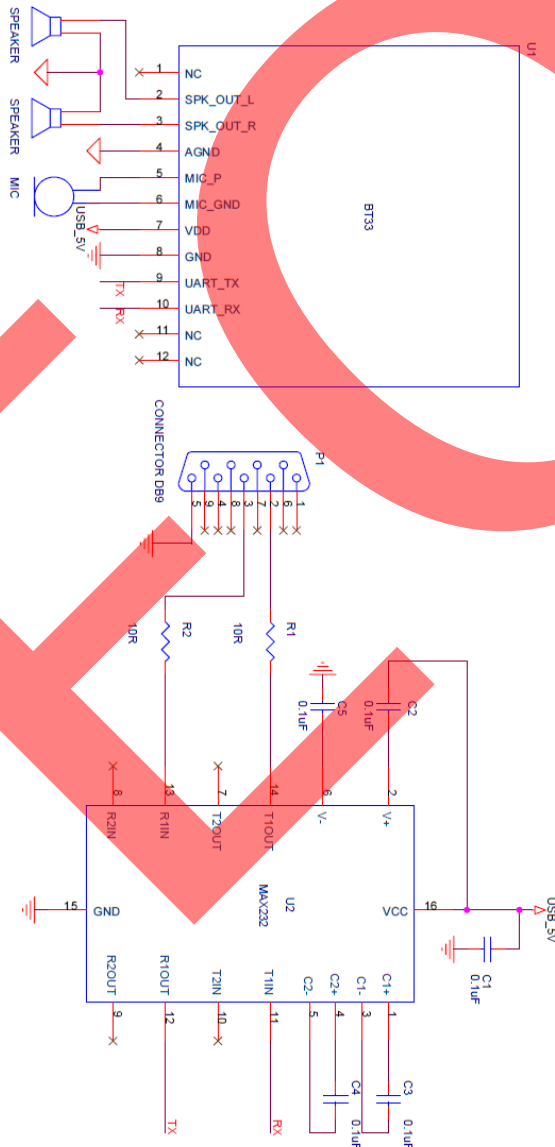 U1
BT33
SPEAKER
SPEAKER
MIC
USB_5V
1 NC
2 SPK_OUT_L
3 SPK_OUT_R
4 AGND
5 MIC_P
6 MIC_GND
7 VDD
8 GND
9 UART_TX
10 UART_RX
11 NC
12 NC
TX
RX
CONNECTOR DB9
P1
5 9 4 8 3 7 2 6 1
R2
10R
R1
10R
C5
0.1uF
C2
0.1uF
8 R2IN
13 R1IN
7 T2OUT
14 T1OUT
6 V-
2 V+
U2
MAX232
15 GND
VCC 16
USB_5V
C1
0.1uF
R2OUT 9
R1OUT 12
T2IN 10
T1IN 11
C2- 5
C2+ 4
C1- 3
C1+ 1
C4
0.1uF
C3
0.1uF
TX
RX